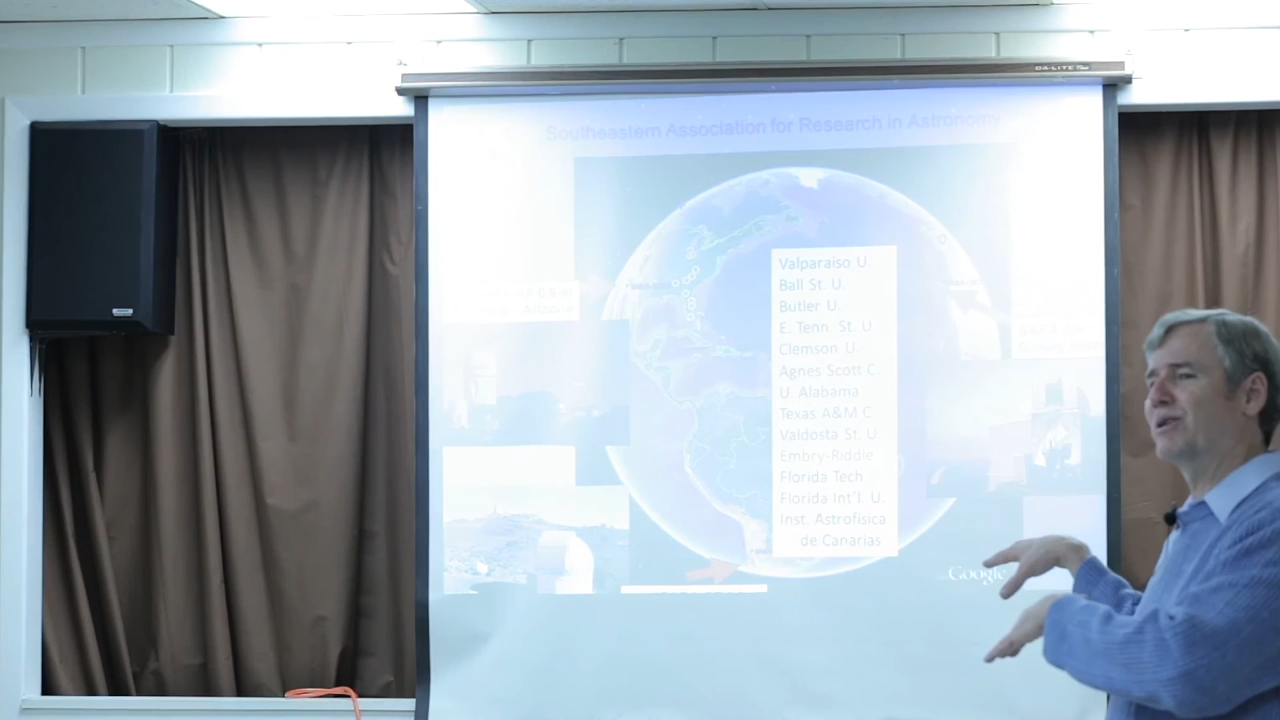 DA-LITE
Southeastern Association for Research in Astronomy
Valparaiso U.
Ball St. U.
Butler U.
E. Tenn. St. U
Clemson U.
Agnes Scott C.
U. Alabama
Texas A&M C
Valdosta St. U.
Embry-Riddle
Florida Tech
Florida Int'l. U.
Inst. Astrofísica
de Canarias
Google